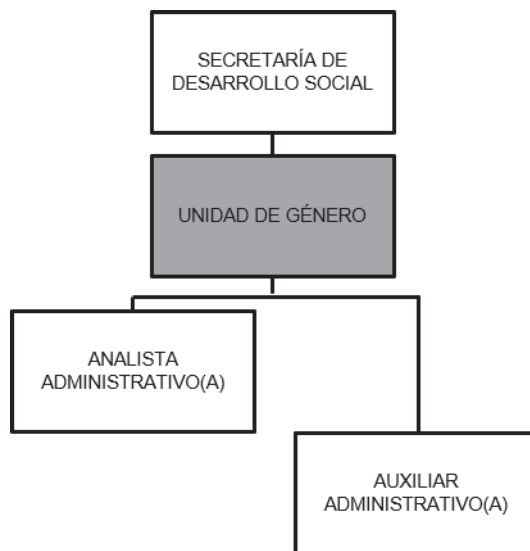 SECRETARÍA DE
DESARROLLO SOCIAL
UNIDAD DE GÉNERO
ANALISTA
ADMINISTRATIVO(A)
AUXILIAR
ADMINISTRATIVO(A)